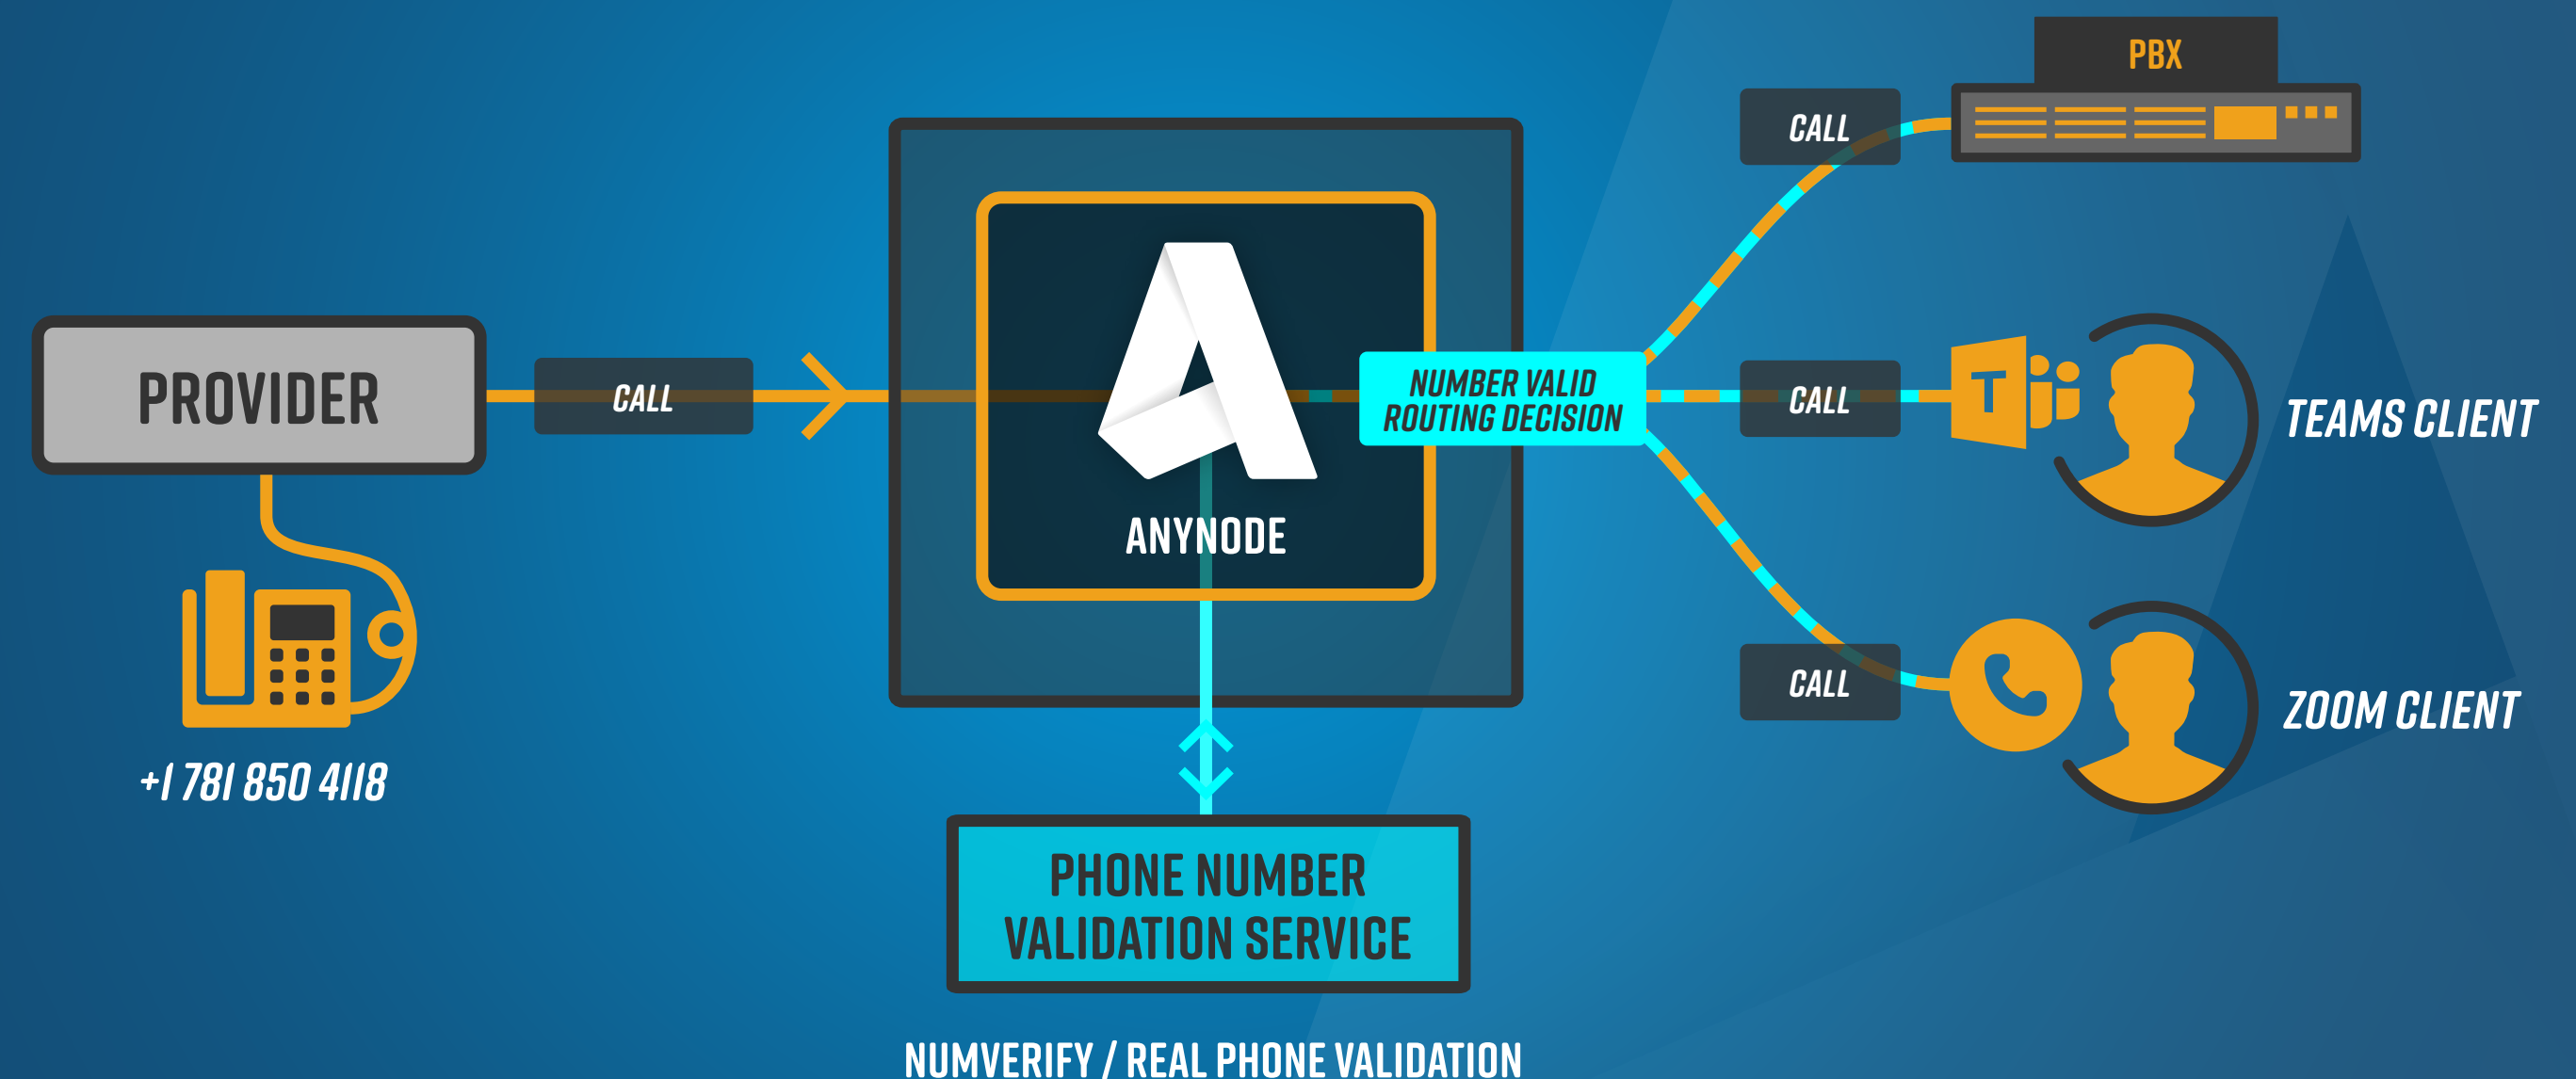 PBX
CALL
PROVIDER
CALL
NUMBER VALID
ROUTING DECISION
CALL
T
TEAMS CLIENT
ANYNODE
CALL
ZOOM CLIENT
+1 781 850 4118
PHONE NUMBER
VALIDATION SERVICE
NUMVERIFY / REAL PHONE VALIDATION